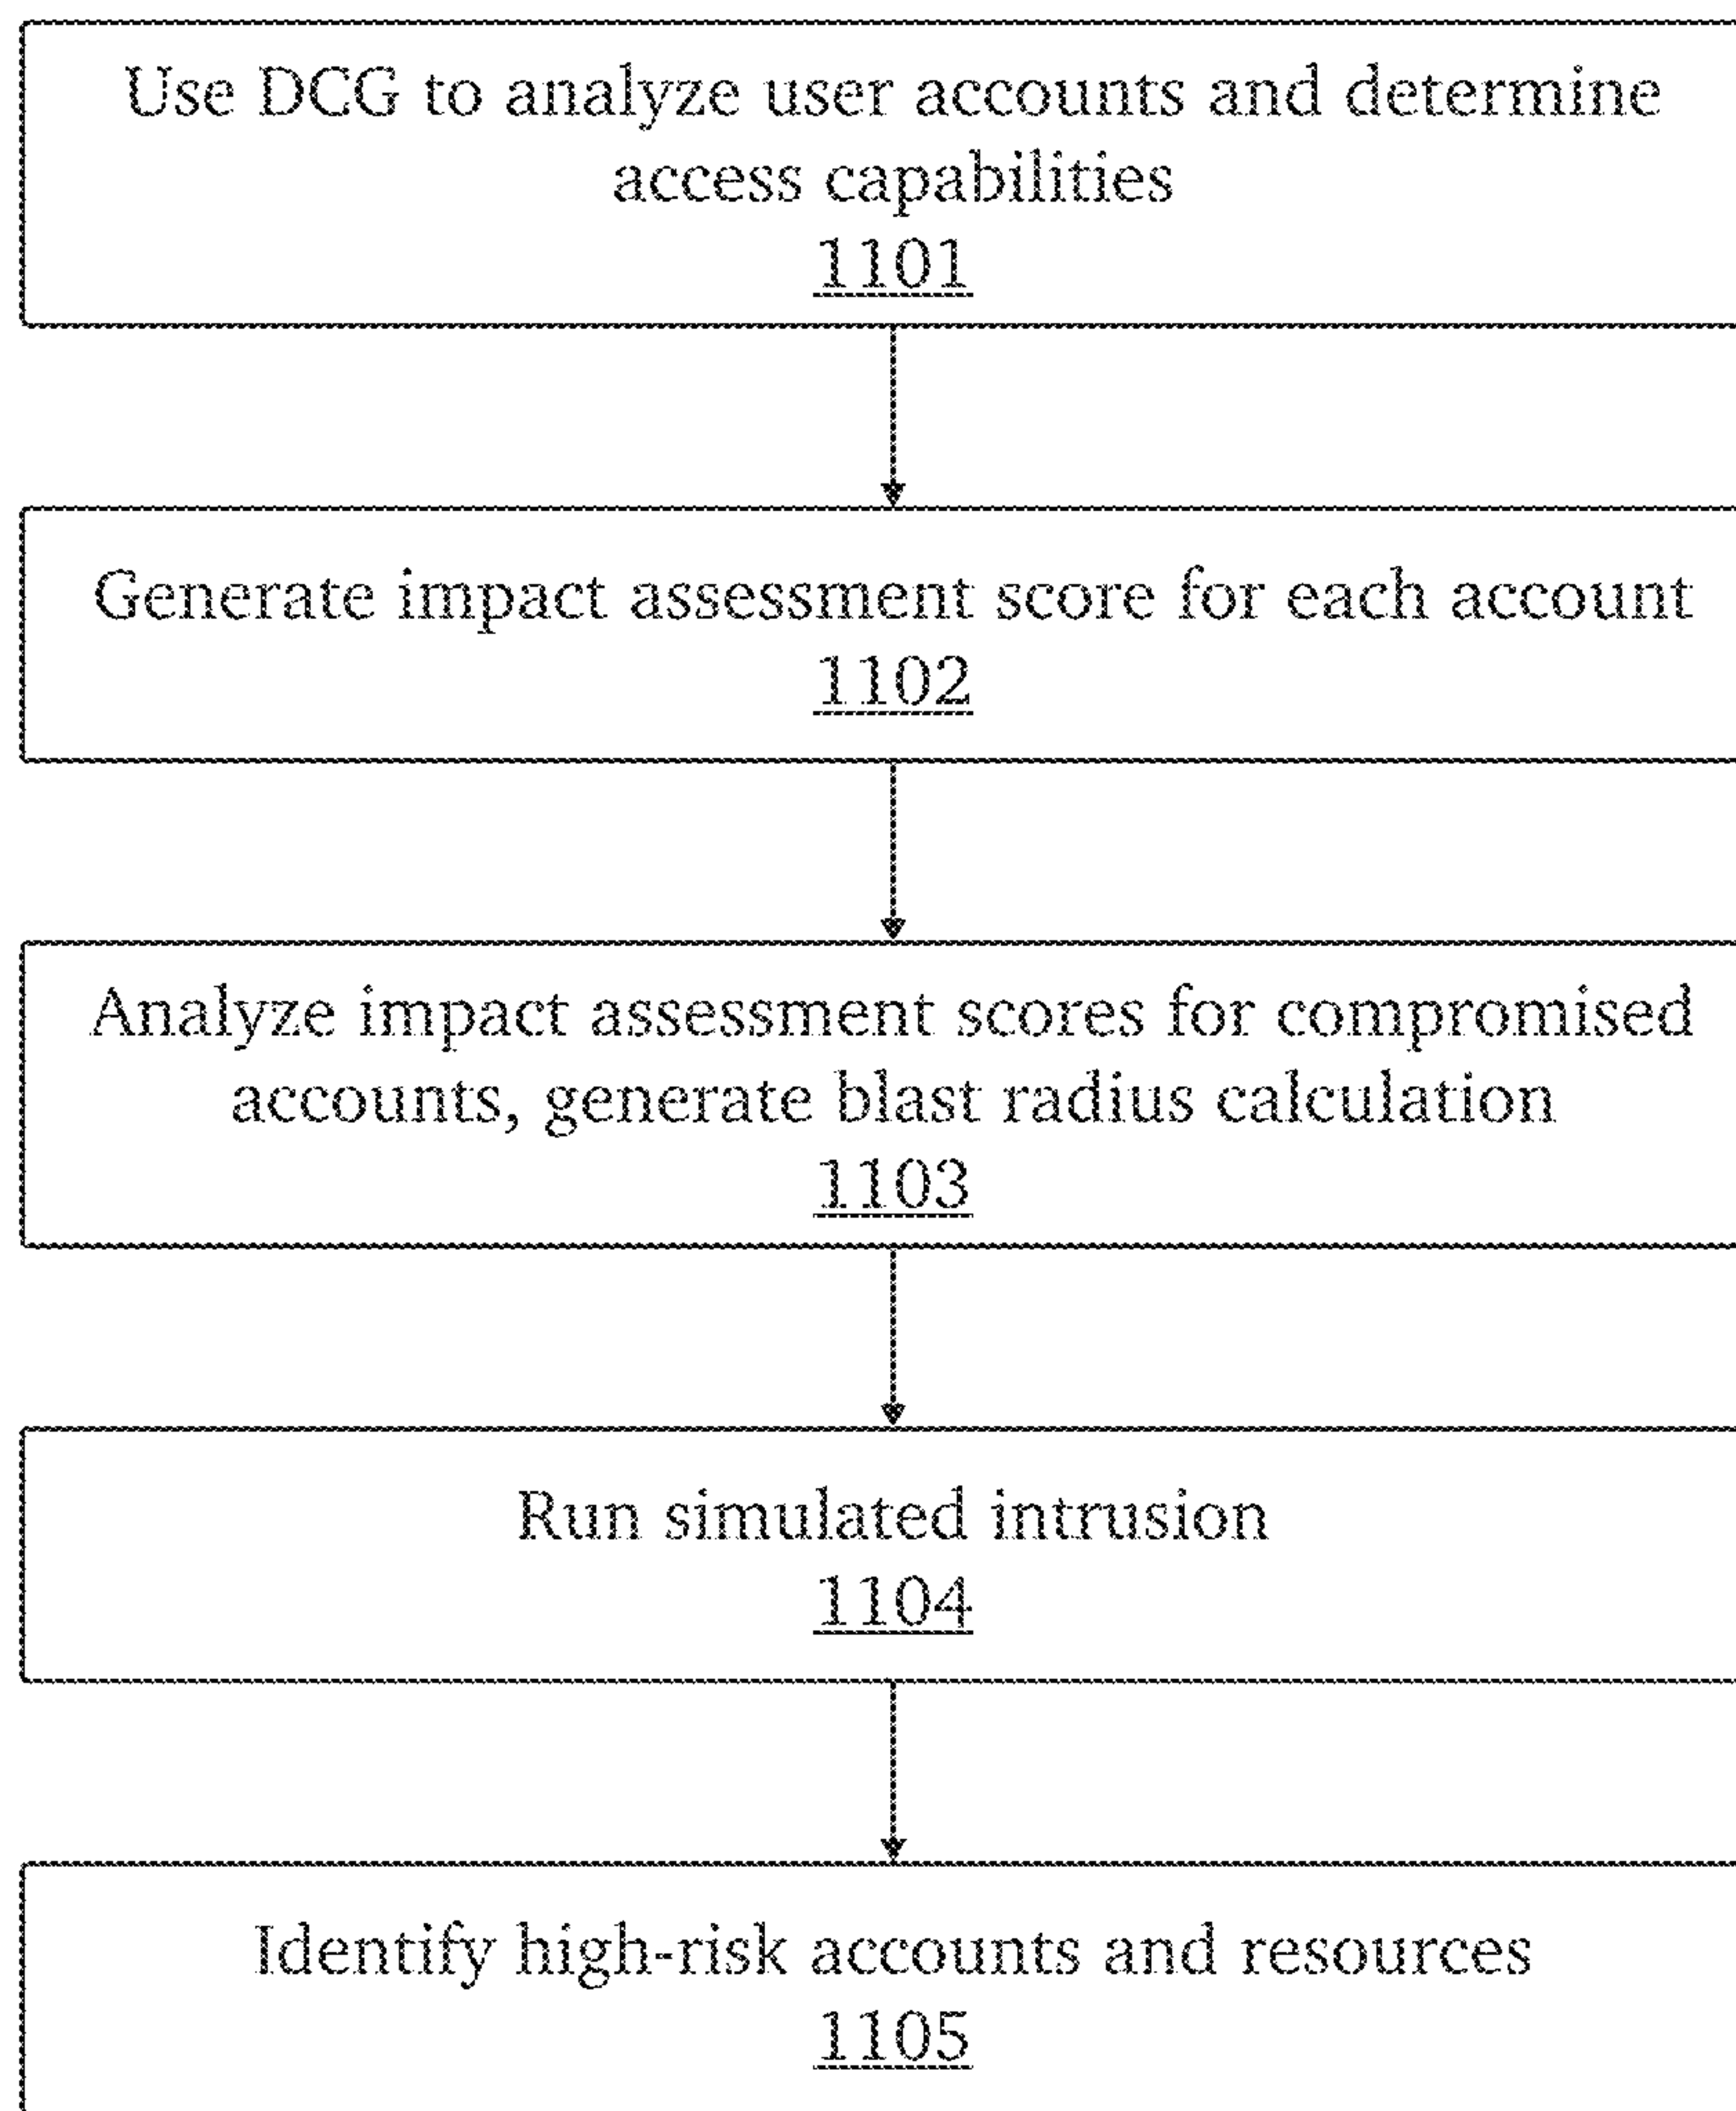 Use DCG to analyze user accounts and determine
access capabilities
1101
Generate impact assessment score for each account
1102
Analyze impact assessment scores for compromised
accounts, generate blast radius calculation
1103
Run simulated intrusion
1104
Identify high-risk accounts and resources
1105